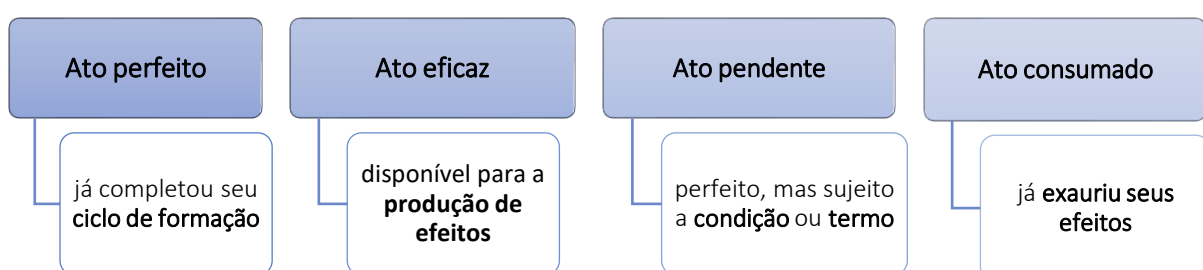 Ato perfeito
já completou seu
ciclo de formação
Ato eficaz
disponível para a
produção de
efeitos
Ato pendente
perfeito, mas sujeito
a condição ou termo
Ato consumado
já exauriu seus
efeitos